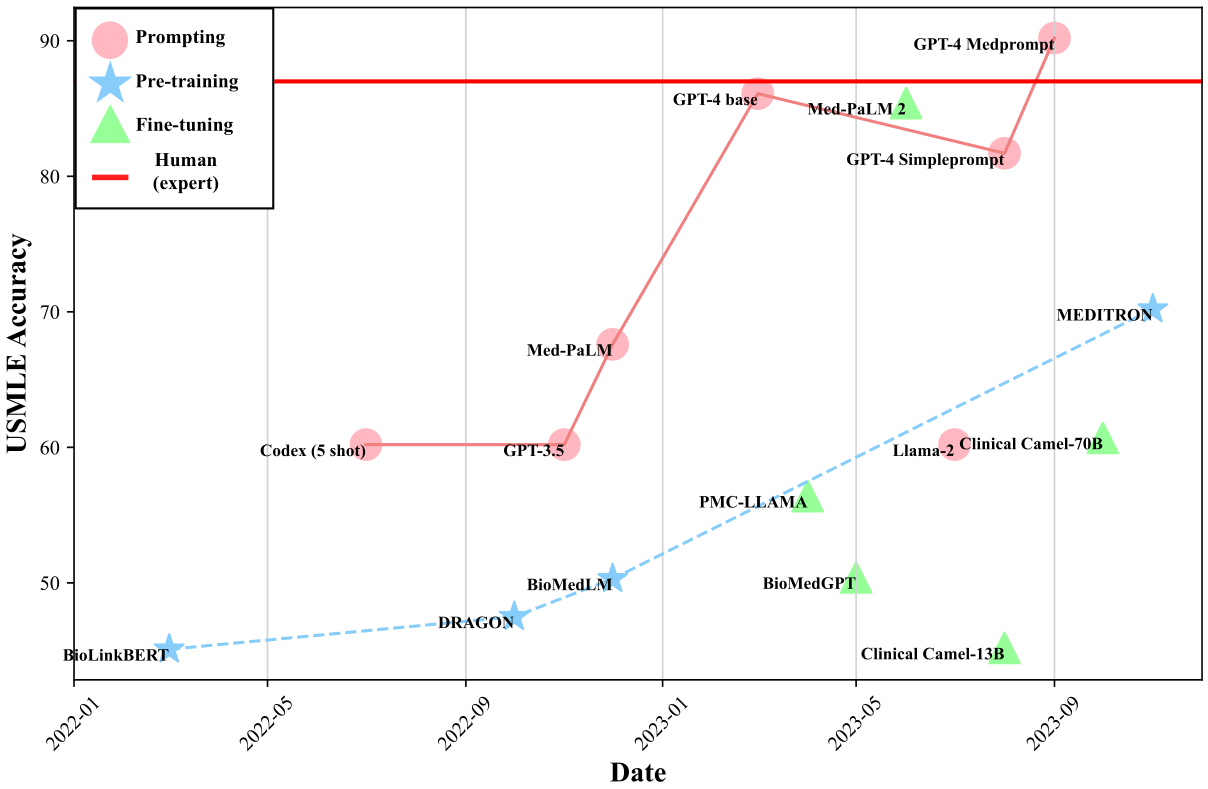 Prompting
Pre-training
Fine-tuning
Human
(expert)
90
80
70
60
50
USMLE Accuracy
GPT-4 Medprompt
GPT-4 base
Med-PaLM 2
GPT-4 Simpleprompt
Med-PaLM
MEDITRON
Codex (5 shot)
GPT-3.5
Llama-2
Clinical Camel-70B
PMC-LLAMA
BioMedLM
BioMedGPT
DRAGON
BioLinkBERT
Clinical Camel-13B
2022-01
2022-05
2022-09
2023-01
2023-05
2023-09
Date